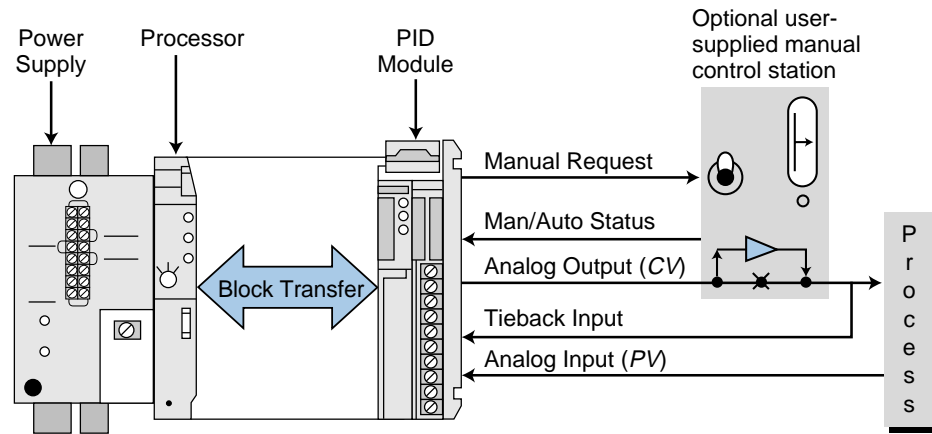 Power
Supply
Processor
PID
Module
Optional user-
supplied manual
control station
Manual Request
Man/Auto Status
Analog Output (CV)
Block Transfer
Tieback Input
Analog Input (PV)
P
r
o
c
e
s
s